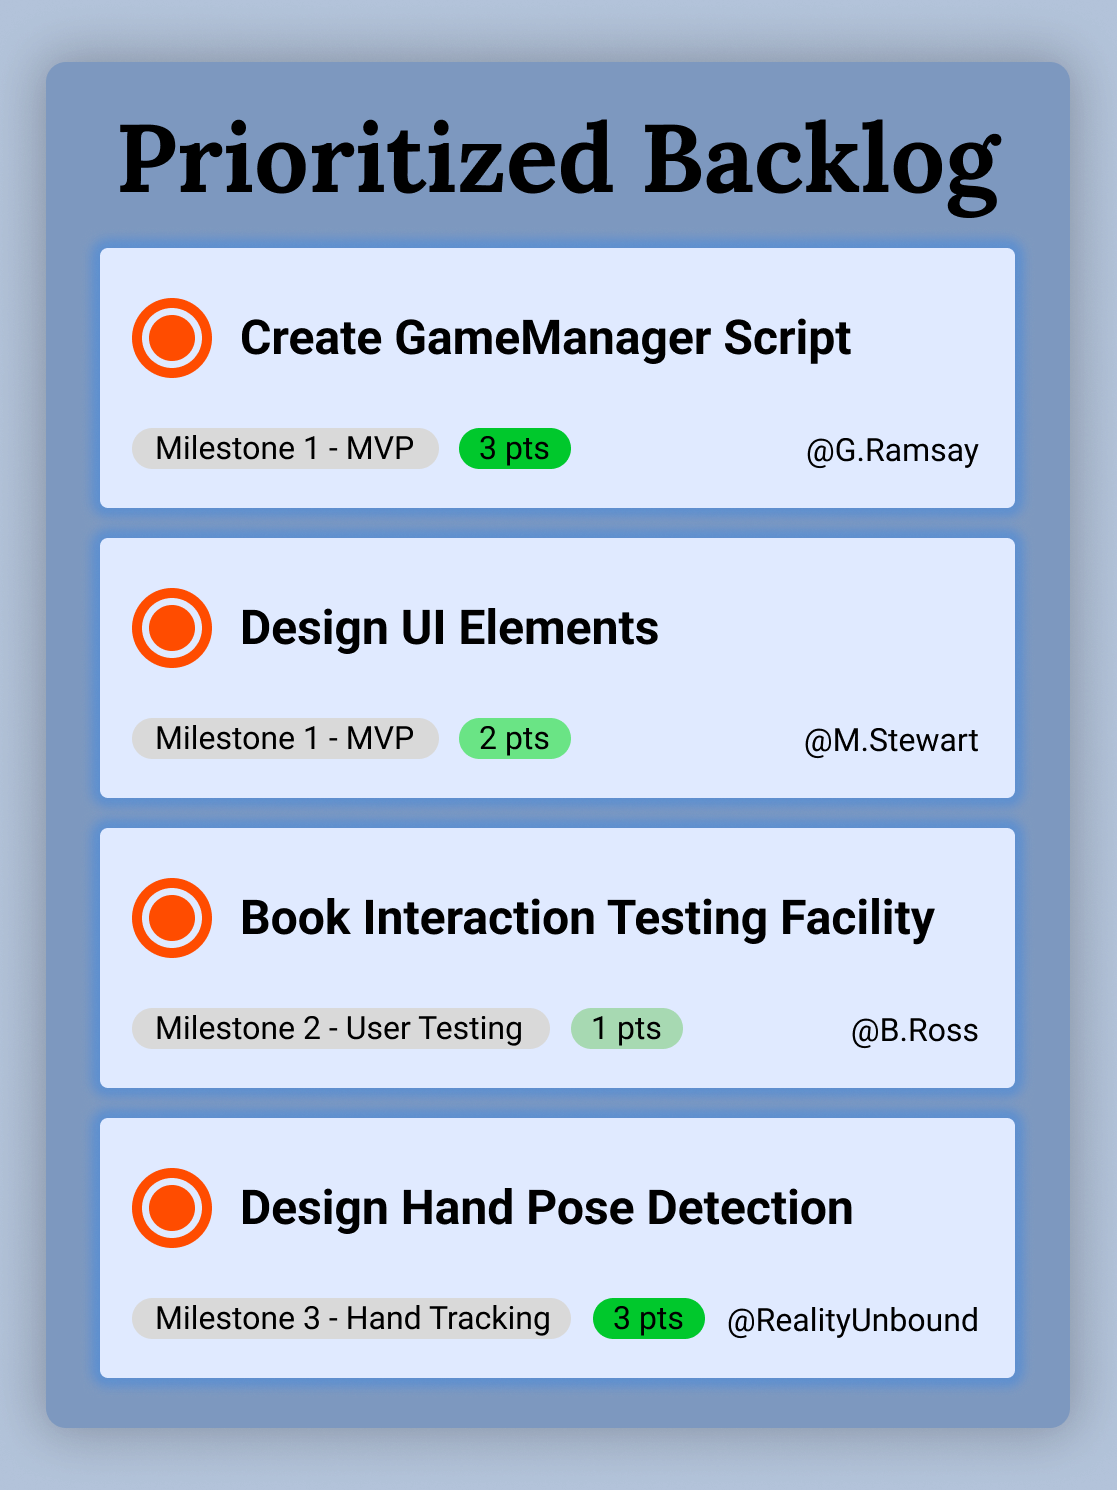 Prioritized Backlog
Create GameManager Script
Milestone 1 - MVP 3 pts @G.Ramsay
Design UI Elements
Milestone 1 - MVP 2 pts @M.Stewart
Book Interaction Testing Facility
Milestone 2 - User Testing 1 pts @B.Ross
Design Hand Pose Detection
Milestone 3 - Hand Tracking 3 pts @RealityUnbound